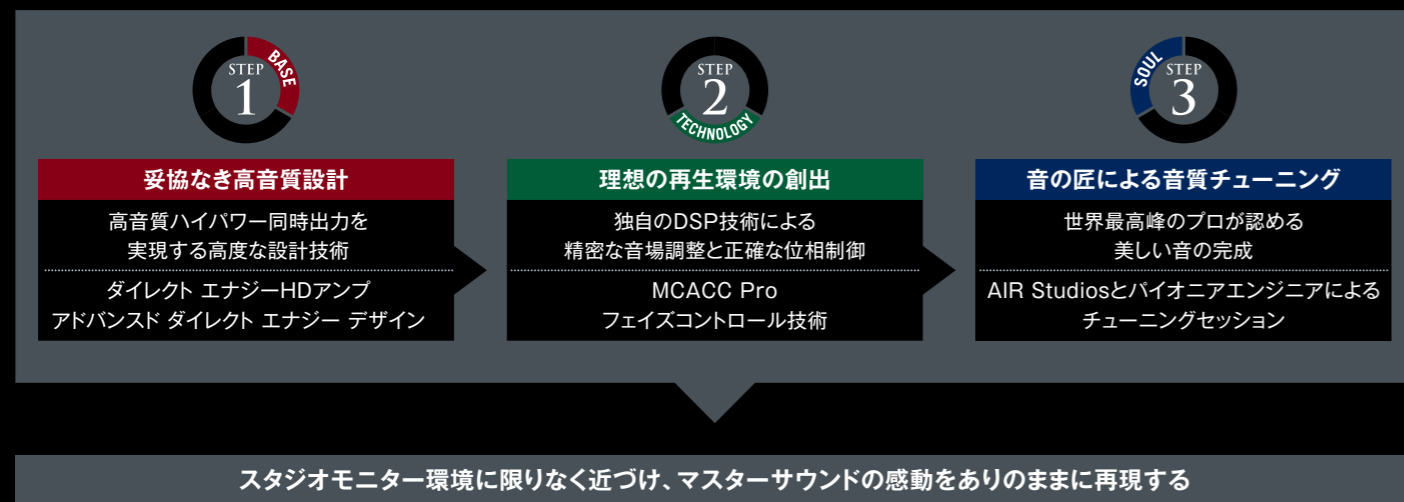 STEP
1
BASE
妥協なき高音質設計
高音質ハイパワー同時出力を
実現する高度な設計技術
ダイレクト エナジーHDアンプ
アドバンスド ダイレクト エナジー デザイン
STEP
2
TECHNOLOGY
理想の再生環境の創出
独自のDSP技術による
精密な音場調整と正確な位相制御
MCACC Pro
フェイズコントロール技術
SOUL
STEP
3
音の匠による音質チューニング
世界最高峰のプロが認める
美しい音の完成
AIR Studiosとパイオニアエンジニアによる
チューニングセッション
スタジオモニター環境に限りなく近づけ、マスターサウンドの感動をありのままに再現する